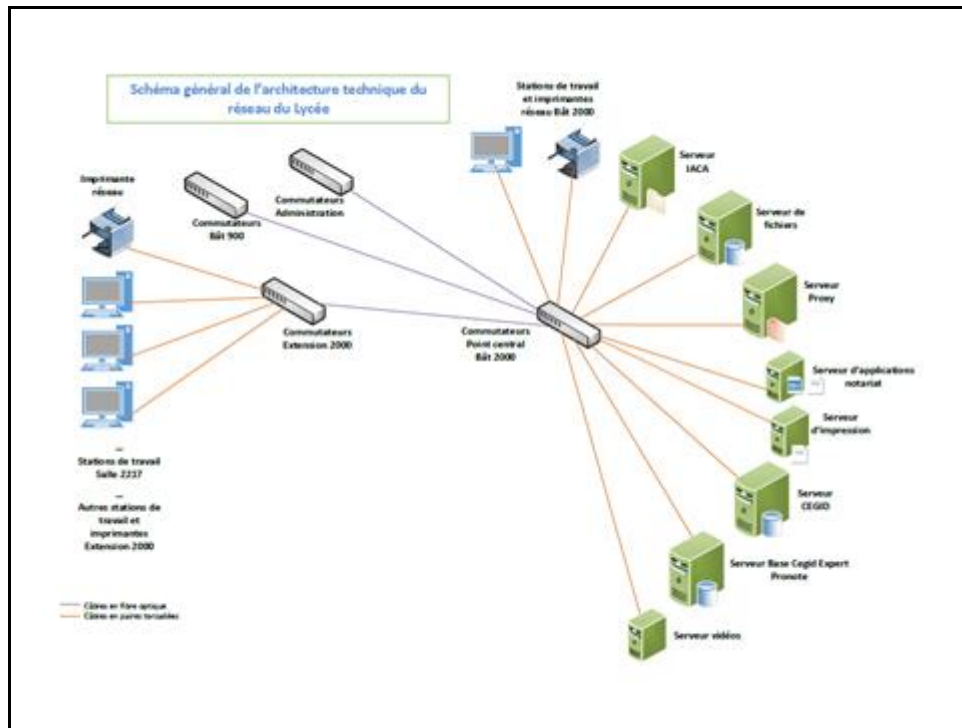 Schéma général de l'architecture technique du
réseau du Lycée
Stations de travail
et imprimantes
réseau Bât 2000
Serveur
IACA
Imprimante
réseau
Commutateurs
Administration
Commutateurs
Bât 900
Serveur de
fichiers
Serveur
Proxy
Commutateurs
Extension 2000
Commutateurs
Point central
Bât 2000
Serveur d'applications
notariat
Serveur
d'impression
...
Stations de travail
Salle 2217
...
Autres stations de
travail et
imprimantes
Extension 2000
Serveur
CEGID
Serveur Base Cegid Expert
Pronote
Serveur vidéos
Câbles en fibre optique
Câbles en paires torsadées